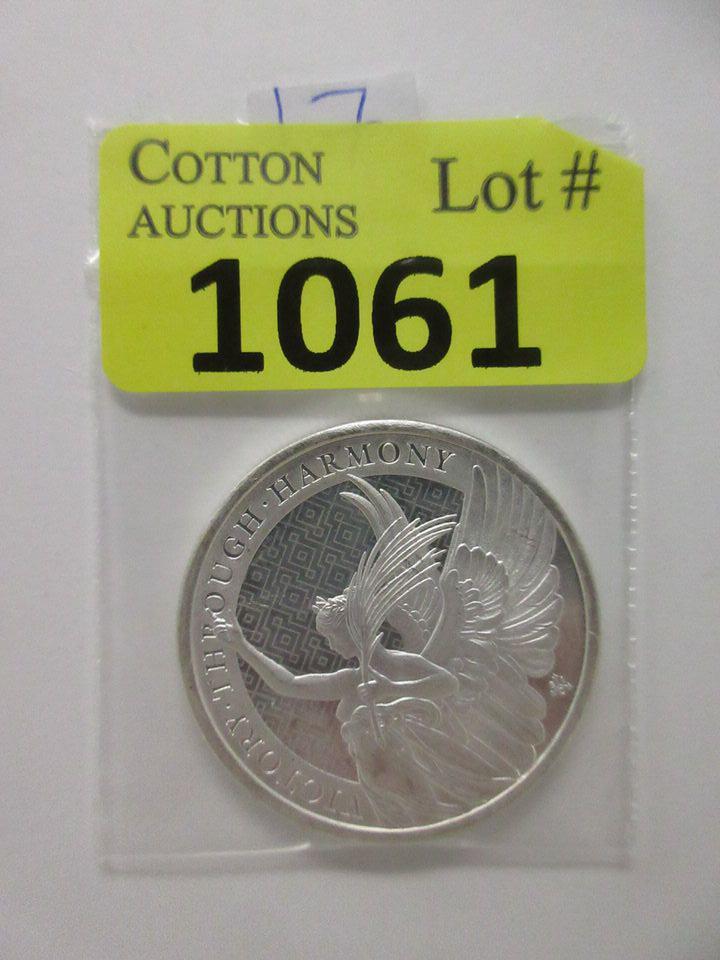 17
COTTON
AUCTIONS
Lot #
1061
VICTORY · THROUGH · HARMONY